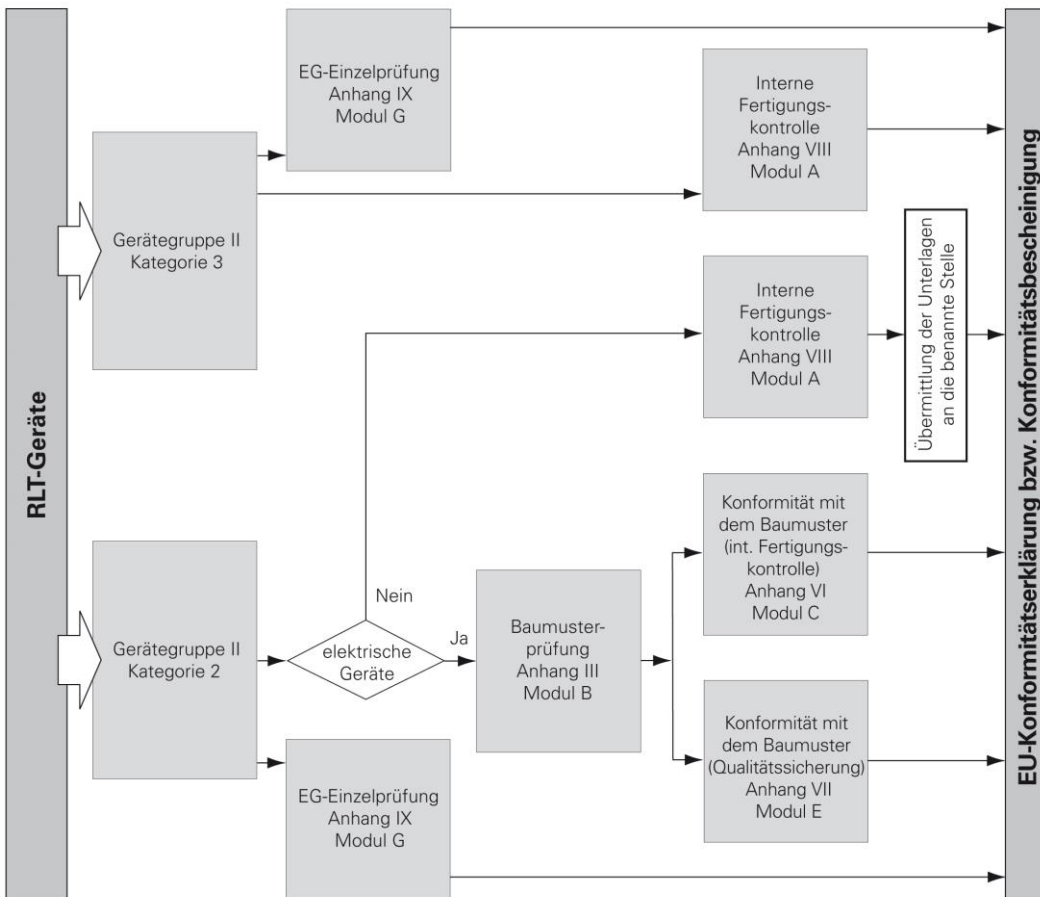 RLT-Geräte
EG-Einzelprüfung
Anhang IX
Modul G
Interne
Fertigungs-
kontrolle
Anhang VIII
Modul A
Gerätegruppe II
Kategorie 3
Interne
Fertigungs-
kontrolle
Anhang VIII
Modul A
Übermittlung der Unterlagen
an die benannte Stelle
Gerätegruppe II
Kategorie 2
Nein
elektrische
Geräte
Ja
Baumuster-
prüfung
Anhang III
Modul B
Konformität mit
dem Baumuster
(int. Fertigungs-
kontrolle)
Anhang VI
Modul C
Konformität mit
dem Baumuster
(Qualitätssicherung)
Anhang VII
Modul E
EG-Einzelprüfung
Anhang IX
Modul G
EU-Konformitätserklärung bzw. Konformitätsbescheinigung